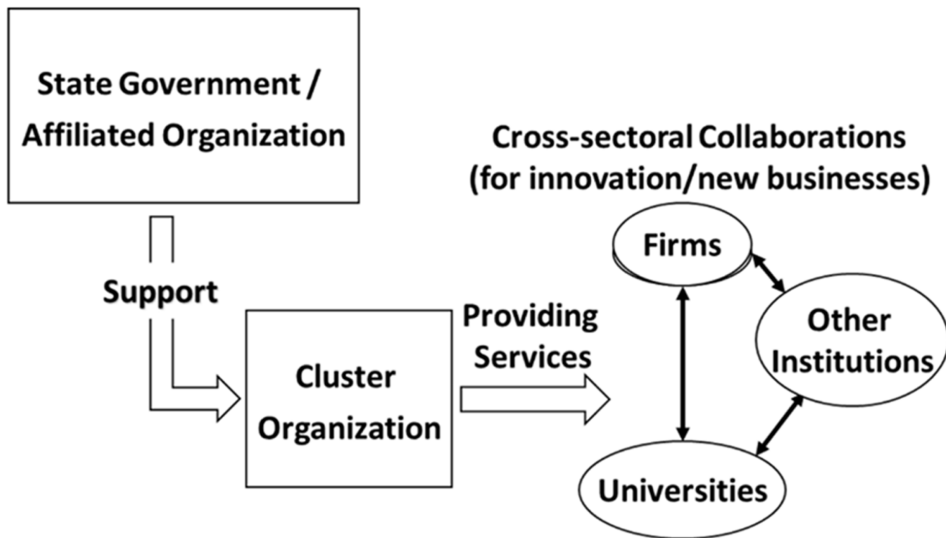 State Government /
Affiliated Organization
Cross-sectoral Collaborations
(for innovation/new businesses)
Firms
Support
Providing
Services
Other
Institutions
Cluster
Organization
Universities